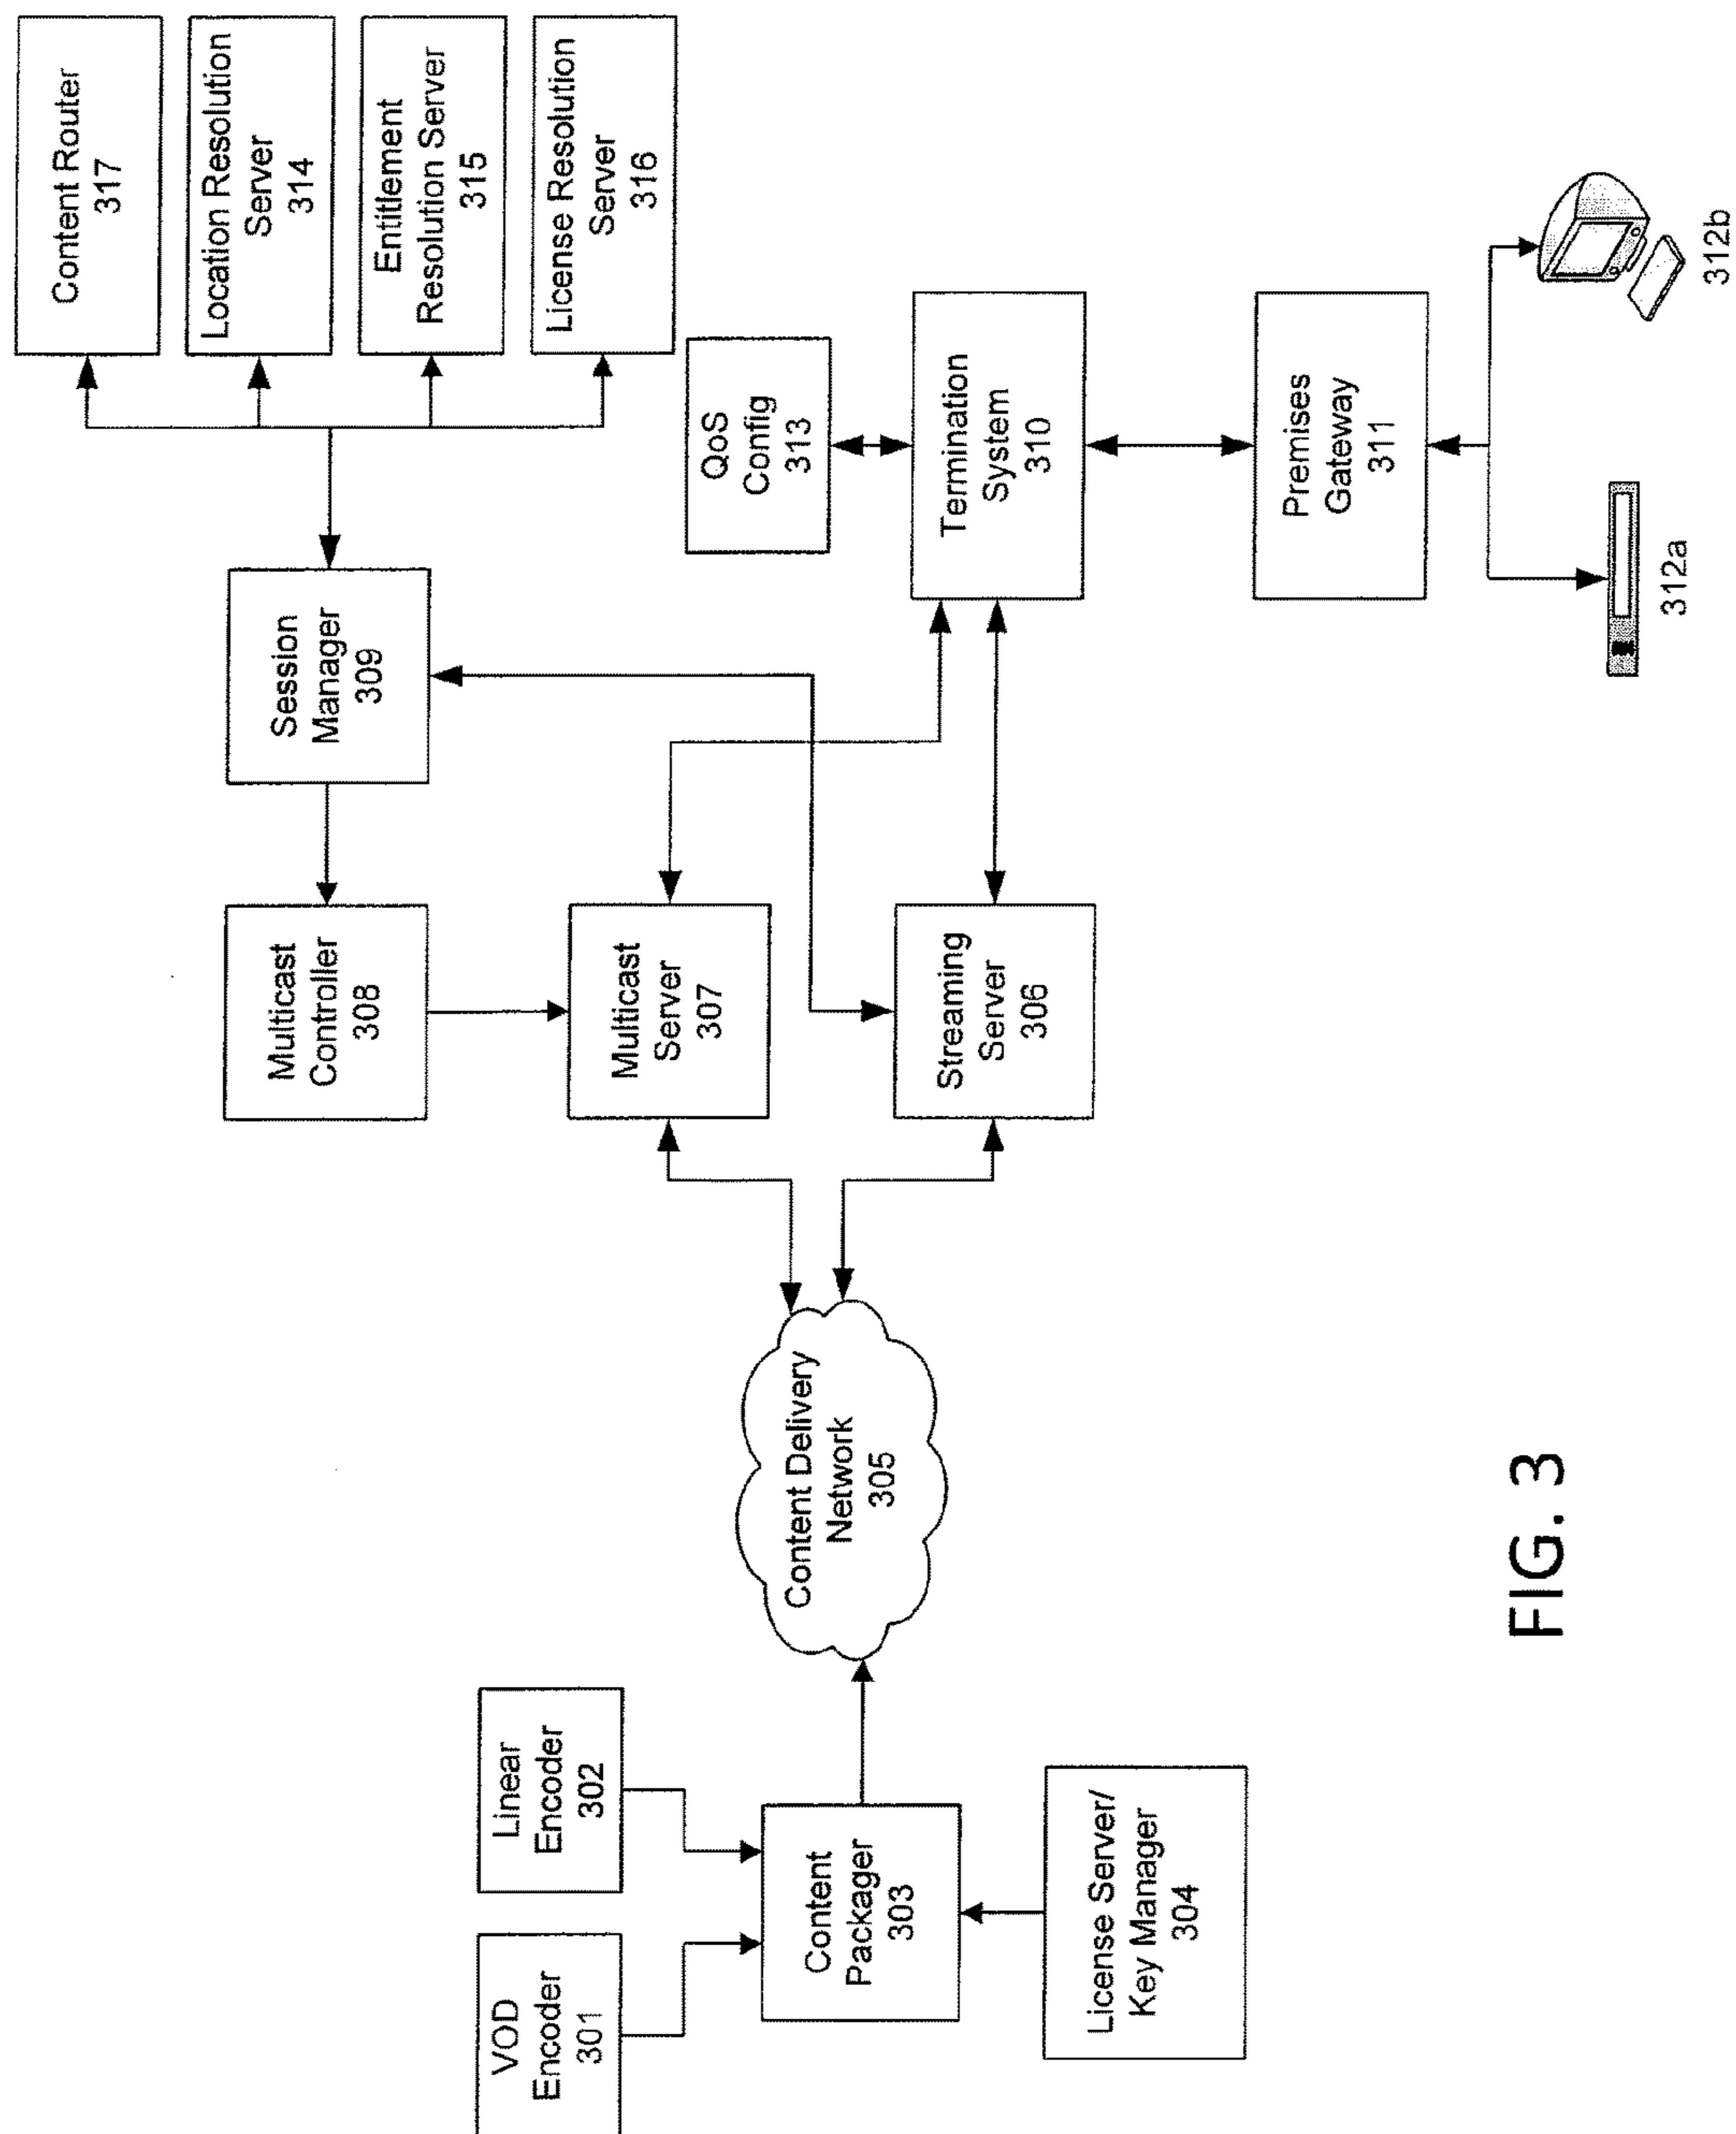 VOD
Encoder
301
Linear
Encoder
302
Content
Packager
303
License Server/
Key Manager
304
Content Delivery
Network
305
Multicast
Controller
308
Multicast
Server
307
Streaming
Server
306
Session
Manager
309
Content Router
317
Location Resolution
Server
314
Entitlement
Resolution Server
315
License Resolution
Server
316
QoS
Config
313
Termination
System
310
Premises
Gateway
311
312a
312b
FIG. 3